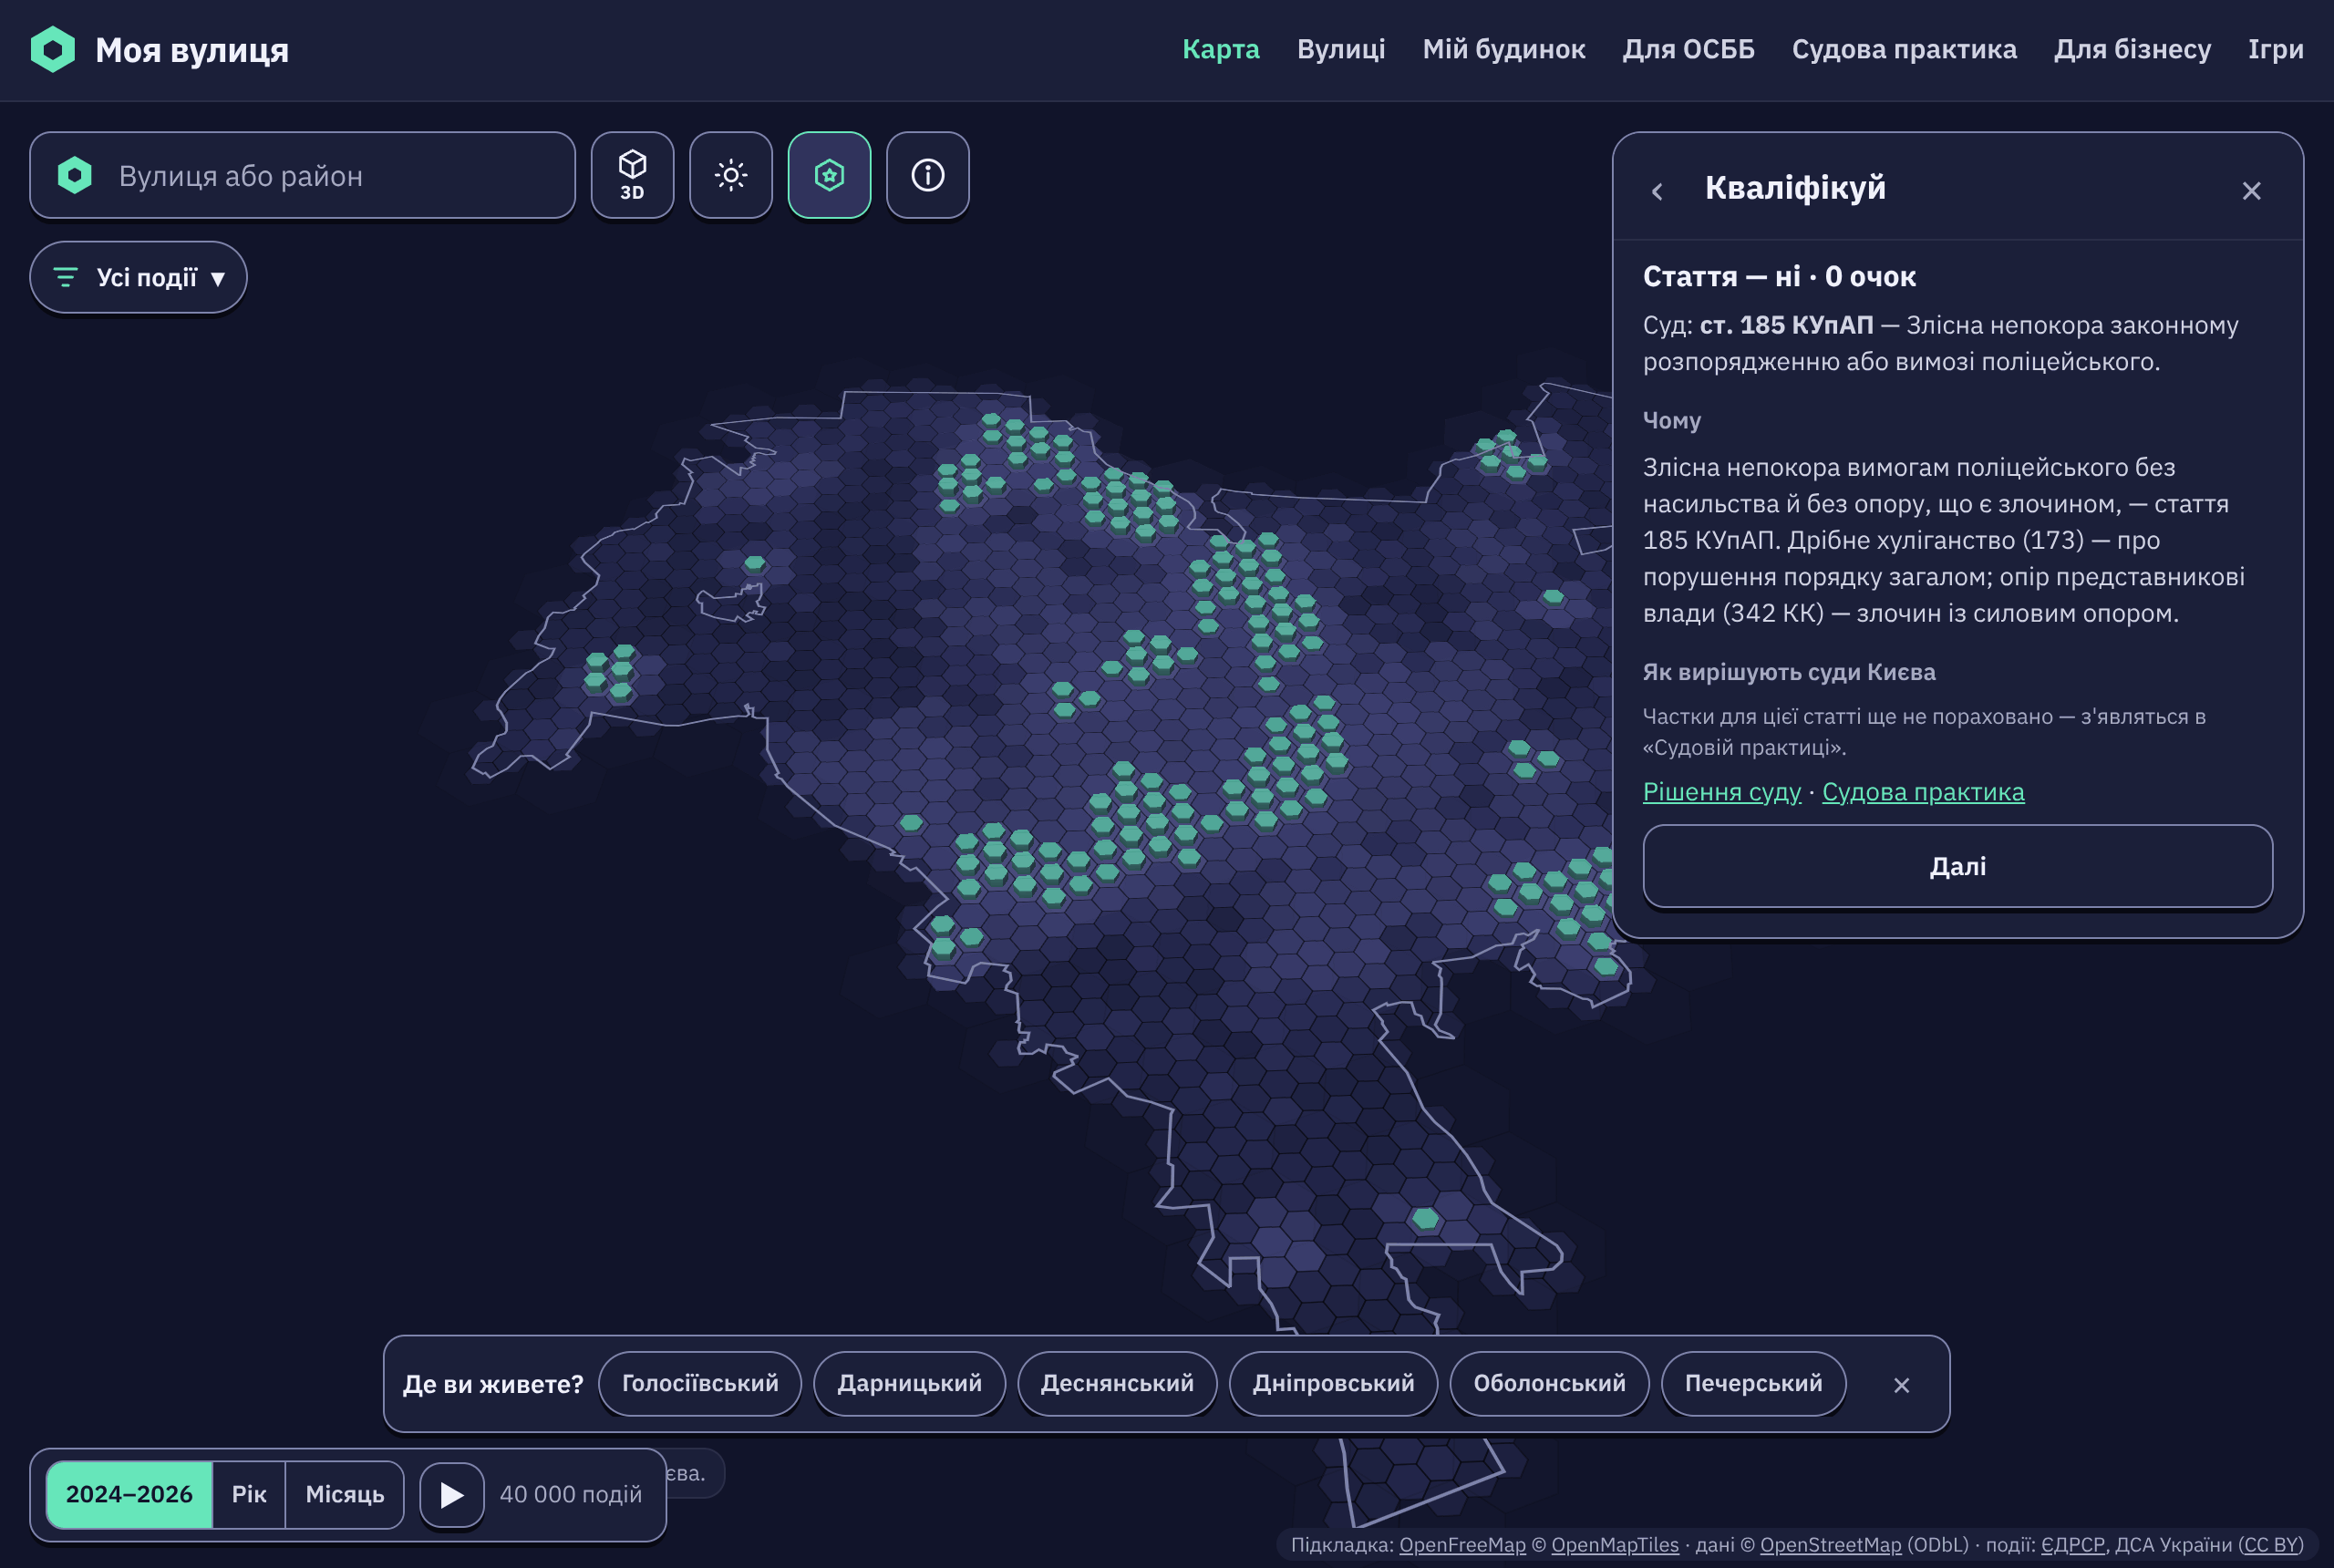 Моя вулиця
Карта Вулиці Мій будинок Для ОСББ Судова практика Для бізнесу Ігри
Вулиця або район
3D
Усі події ▼
Кваліфікуй
Стаття — ні · 0 очок
Суд: ст. 185 КУпАП — Злісна непокора законному
розпорядженню або вимозі поліцейського.
Чому
Злісна непокора вимогам поліцейського без
насильства й без опору, що є злочином, — стаття
185 КУпАП. Дрібне хуліганство (173) — про
порушення порядку загалом; опір представникові
влади (342 КК) — злочин із силовим опором.
Як вирішують суди Києва
Частки для цієї статті ще не пораховано — з'являться в
«Судовій практиці».
Рішення суду · Судова практика
Далі
Де ви живете? Голосіївський Дарницький Деснянський Дніпровський Оболонський Печерський
2024–2026 Рік Місяць 40 000 подій
єва.
Підкладка: OpenFreeMap © OpenMapTiles · дані © OpenStreetMap (ODbL) · події: ЄДРСР, ДСА України (CC BY)